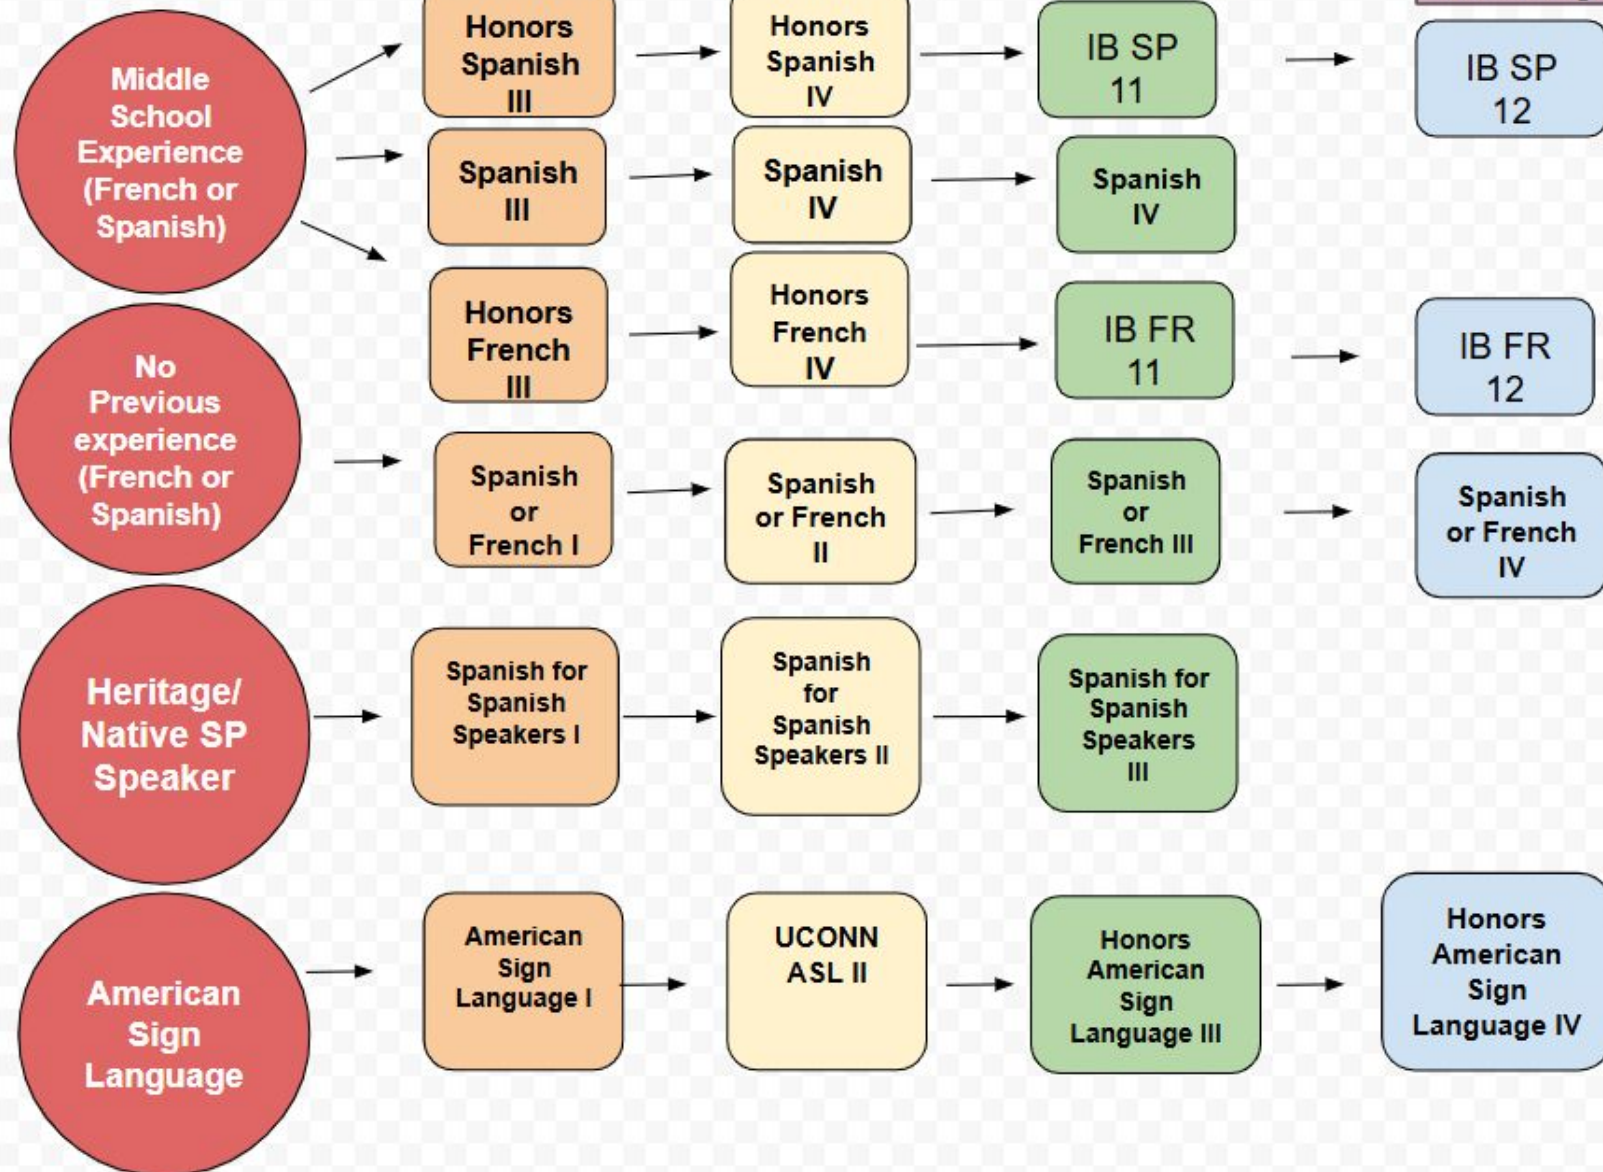 Middle
School
Experience
(French or
Spanish)
Honors
Spanish
III
Honors
Spanish
IV
IB SP
11
IB SP
12
Spanish
III
Spanish
IV
Spanish
IV
Honors
French
III
Honors
French
IV
IB FR
11
IB FR
12
No
Previous
experience
(French or
Spanish)
Spanish
or
French I
Spanish
or French
II
Spanish
or
French III
Spanish
or French
IV
Heritage/
Native SP
Speaker
Spanish for
Spanish
Speakers I
Spanish
for
Spanish
Speakers II
Spanish for
Spanish
Speakers
III
American
Sign
Language
American
Sign
Language I
UCONN
ASL II
Honors
American
Sign
Language III
Honors
American
Sign
Language IV